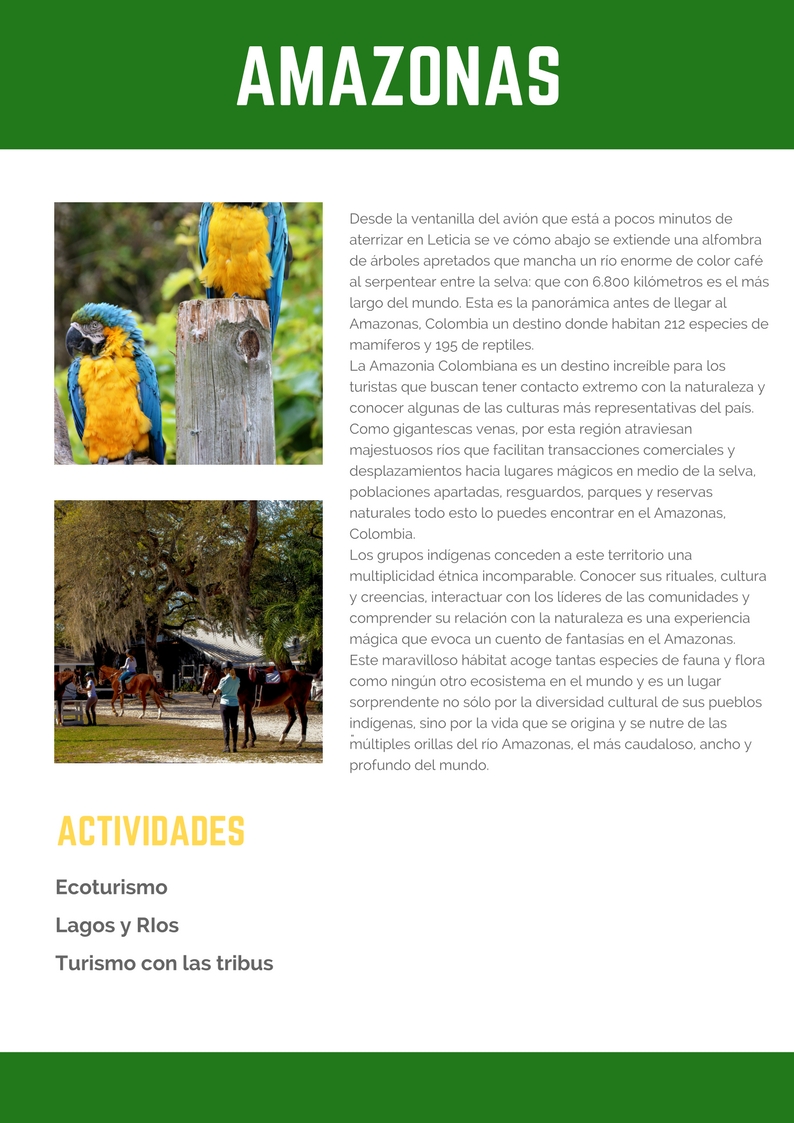 AMAZONAS
Desde la ventanilla del avión que está a pocos minutos de
aterrizar en Leticia se ve cómo abajo se extiende una alfombra
de árboles apretados que mancha un río enorme de color café
al serpentear entre la selva: que con 6.800 kilómetros es el más
largo del mundo. Esta es la panorámica antes de llegar al
Amazonas, Colombia un destino donde habitan 212 especies de
mamíferos y 195 de reptiles.
La Amazonia Colombiana es un destino increíble para los
turistas que buscan tener contacto extremo con la naturaleza y
conocer algunas de las culturas más representativas del país.
Como gigantescas venas, por esta región atraviesan
majestuosos ríos que facilitan transacciones comerciales y
desplazamientos hacia lugares mágicos en medio de la selva,
poblaciones apartadas, resguardos, parques y reservas
naturales todo esto lo puedes encontrar en el Amazonas,
Colombia.
Los grupos indígenas conceden a este territorio una
multiplicidad étnica incomparable. Conocer sus rituales, cultura
y creencias, interactuar con los líderes de las comunidades y
comprender su relación con la naturaleza es una experiencia
mágica que evoca un cuento de fantasías en el Amazonas.
Este maravilloso hábitat acoge tantas especies de fauna y flora
como ningún otro ecosistema en el mundo y es un lugar
sorprendente no sólo por la diversidad cultural de sus pueblos
indígenas, sino por la vida que se origina y se nutre de las
múltiples orillas del río Amazonas, el más caudaloso, ancho y
profundo del mundo.
ACTIVIDADES
Ecoturismo
Lagos y RIos
Turismo con las tribus